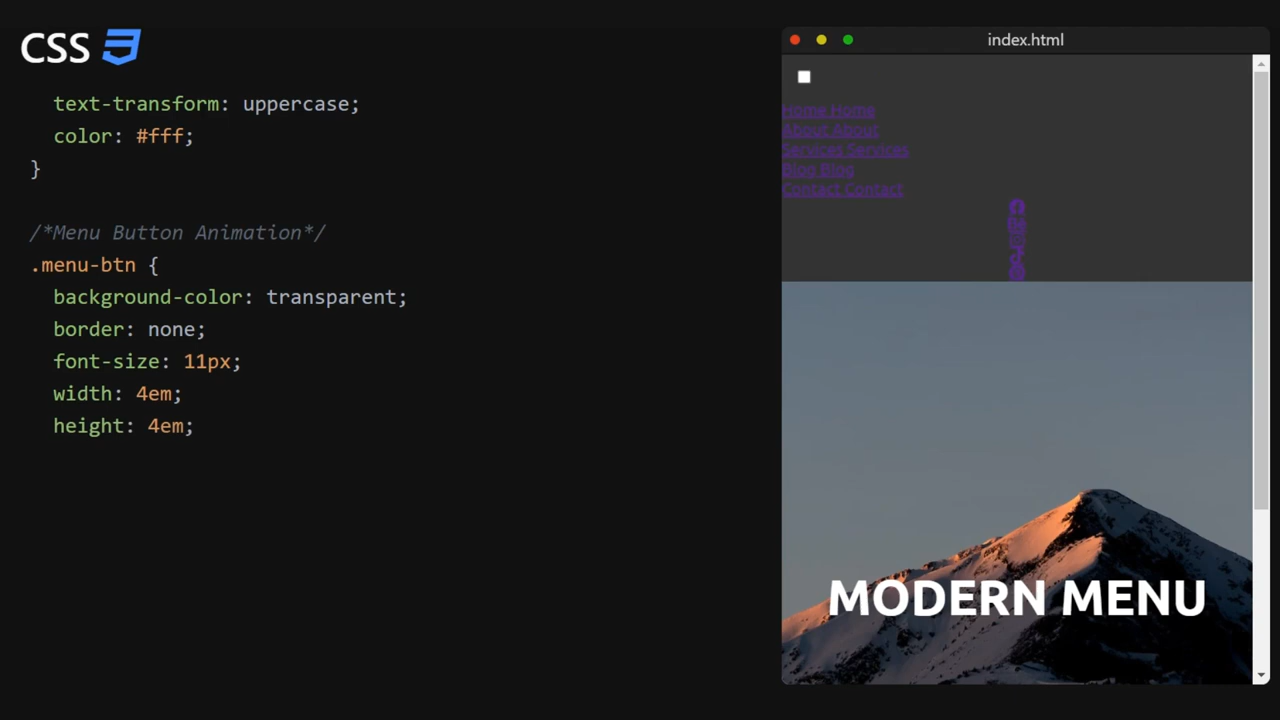 CSS
text-transform: uppercase;
color: #fff;
}
/*Menu Button Animation*/
.menu-btn {
background-color: transparent;
border: none;
font-size: 11px;
width: 4em;
height: 4em;
index.html
Home Home
About About
Services Services
Blog Blog
Contact Contact
MODERN MENU